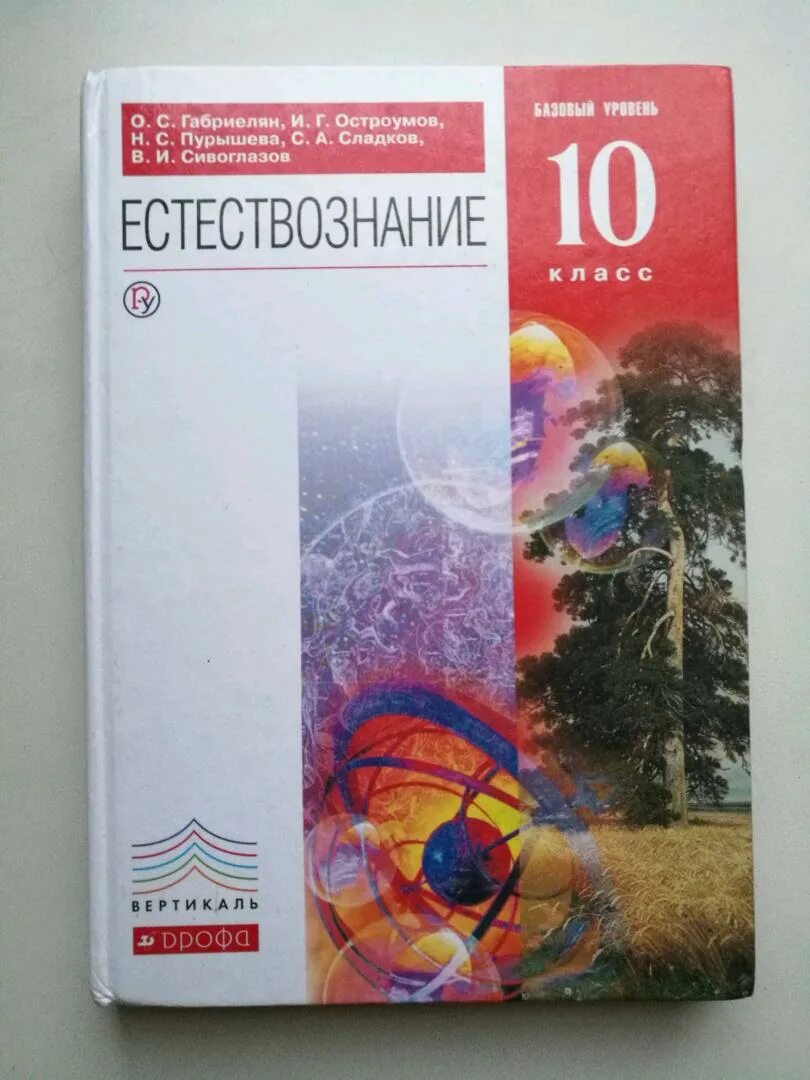 О. С. Габриелян, И. Г. Остроумов,
Н. С. Пурышева, С. А. Сладков,
В. И. Сивоглазов
ЕСТЕСТВОЗНАНИЕ
БАЗОВЫЙ УРОВЕНЬ
10
класс
Р-У
ВЕРТИКАЛЬ
дрофа